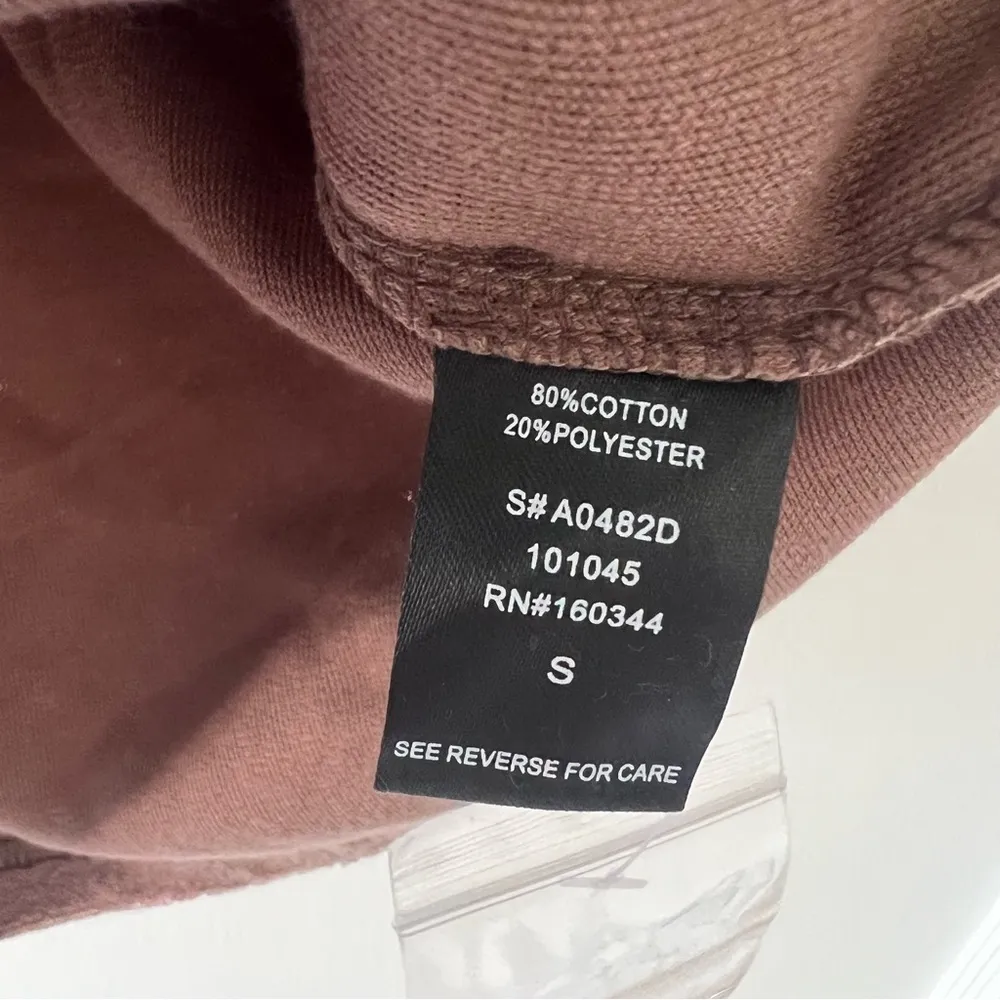 80%COTTON
20%POLYESTER
S#A0482D
101045
RN#160344
S
SEE REVERSE FOR CARE